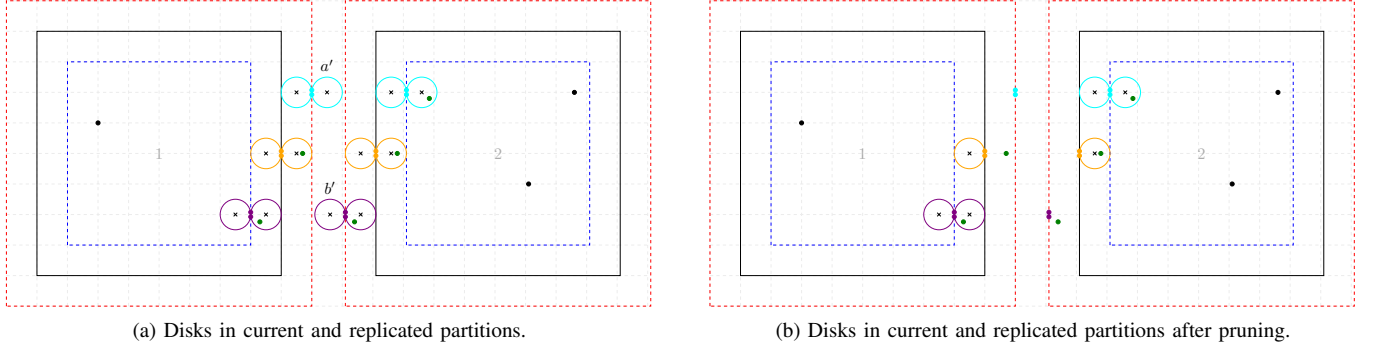 a′
1
2
b′
1
2
(a) Disks in current and replicated partitions.
(b) Disks in current and replicated partitions after pruning.